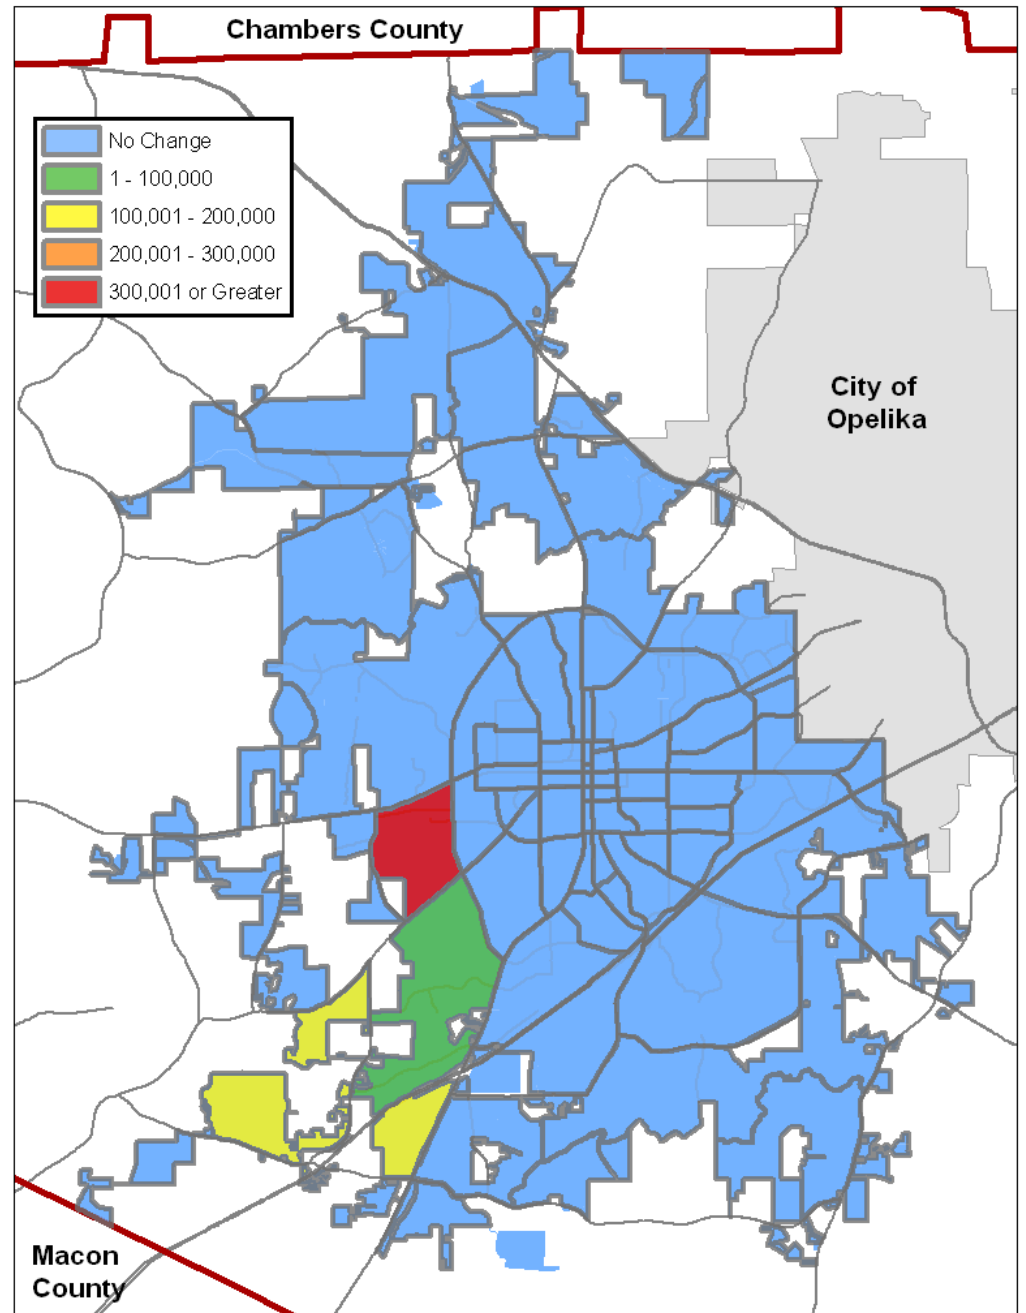 Chambers County
No Change
1 - 100,000
100,001 - 200,000
200,001 - 300,000
300,001 or Greater
City of
Opelika
Macon
County